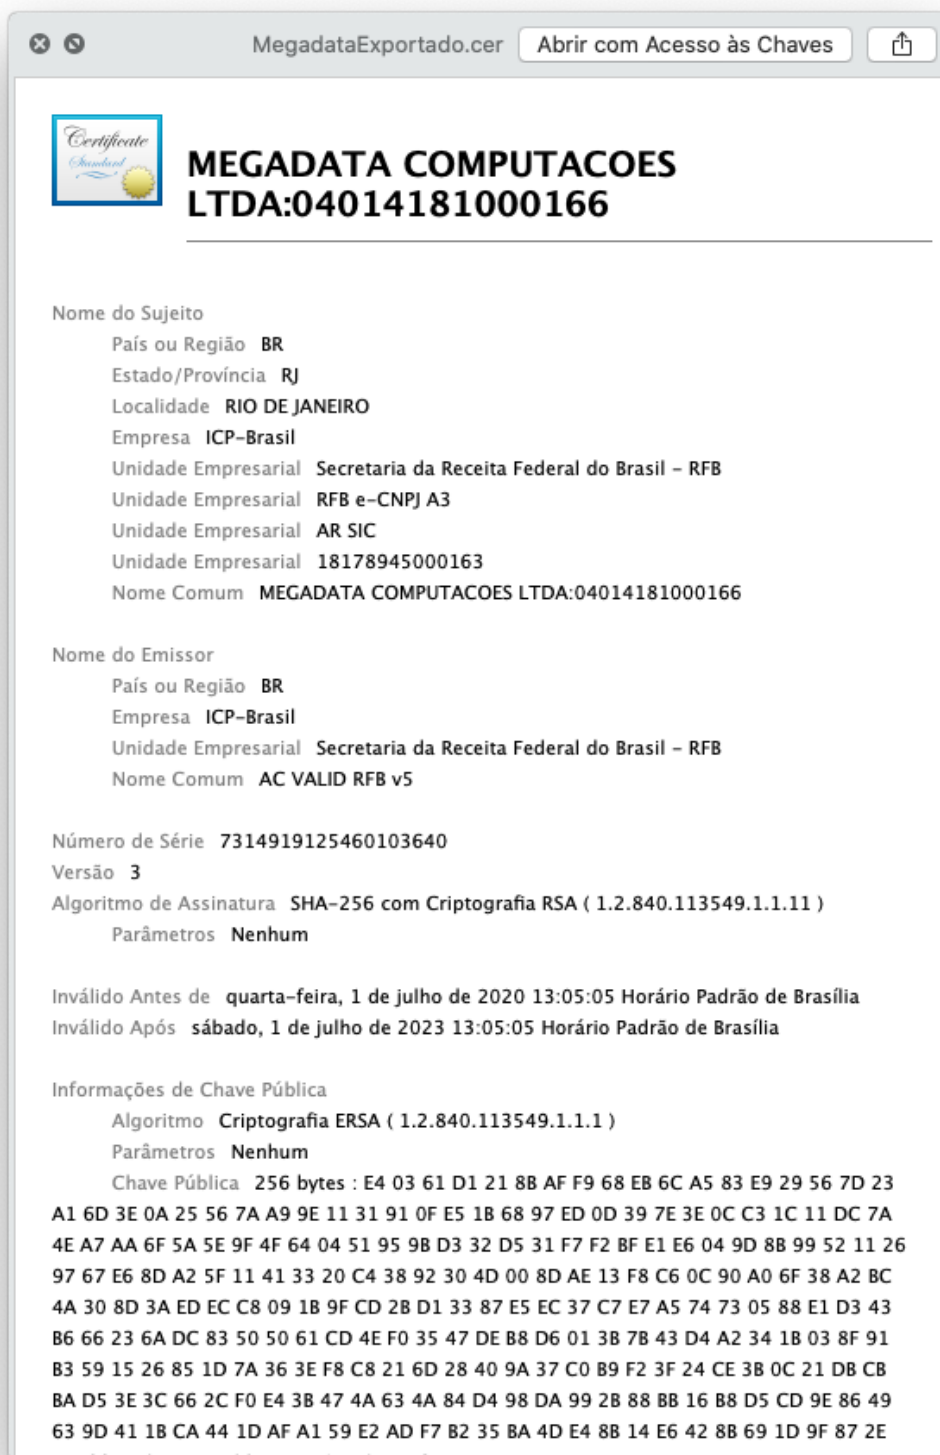 MegadataExportado.cer
Abrir com Acesso às Chaves
Certificate
Standard
MEGADATA COMPUTACOES
LTDA:04014181000166
Nome do Sujeito
País ou Região BR
Estado/Província RJ
Localidade RIO DE JANEIRO
Empresa ICP-Brasil
Unidade Empresarial Secretaria da Receita Federal do Brasil - RFB
Unidade Empresarial RFB e-CNPJ A3
Unidade Empresarial AR SIC
Unidade Empresarial 18178945000163
Nome Comum MEGADATA COMPUTACOES LTDA:04014181000166
Nome do Emissor
País ou Região BR
Empresa ICP-Brasil
Unidade Empresarial Secretaria da Receita Federal do Brasil - RFB
Nome Comum AC VALID RFB v5
Número de Série 7314919125460103640
Versão 3
Algoritmo de Assinatura SHA-256 com Criptografia RSA ( 1.2.840.113549.1.1.11 )
Parâmetros Nenhum
Inválido Antes de quarta-feira, 1 de julho de 2020 13:05:05 Horário Padrão de Brasília
Inválido Após sábado, 1 de julho de 2023 13:05:05 Horário Padrão de Brasília
Informações de Chave Pública
Algoritmo Criptografia ERSA ( 1.2.840.113549.1.1.1 )
Parâmetros Nenhum
Chave Pública 256 bytes : E4 03 61 D1 21 8B AF F9 68 EB 6C A5 83 E9 29 56 7D 23
A1 6D 3E 0A 25 56 7A A9 9E 11 31 91 0F E5 1B 68 97 ED 0D 39 7E 3E 0C C3 1C 11 DC 7A
4E A7 AA 6F 5A 5E 9F 4F 64 04 51 95 9B D3 32 D5 31 F7 F2 BF E1 E6 04 9D 8B 99 52 11 26
97 67 E6 8D A2 5F 11 41 33 20 C4 38 92 30 4D 00 8D AE 13 F8 C6 0C 90 A0 6F 38 A2 BC
4A 30 8D 3A ED EC C8 09 1B 9F CD 2B D1 33 87 E5 EC 37 C7 E7 A5 74 73 05 88 E1 D3 43
B6 66 23 6A DC 83 50 50 61 CD 4E F0 35 47 DE B8 D6 01 3B 7B 43 D4 A2 34 1B 03 8F 91
B3 59 15 26 85 1D 7A 36 3E F8 C8 21 6D 28 40 9A 37 C0 B9 F2 3F 24 CE 3B 0C 21 DB CB
BA D5 3E 3C 66 2C F0 E4 3B 47 4A 63 4A 84 D4 98 DA 99 2B 88 BB 16 B8 D5 CD 9E 86 49
63 9D 41 1B CA 44 1D AF A1 59 E2 AD F7 B2 35 BA 4D E4 8B 14 E6 42 8B 69 1D 9F 87 2E